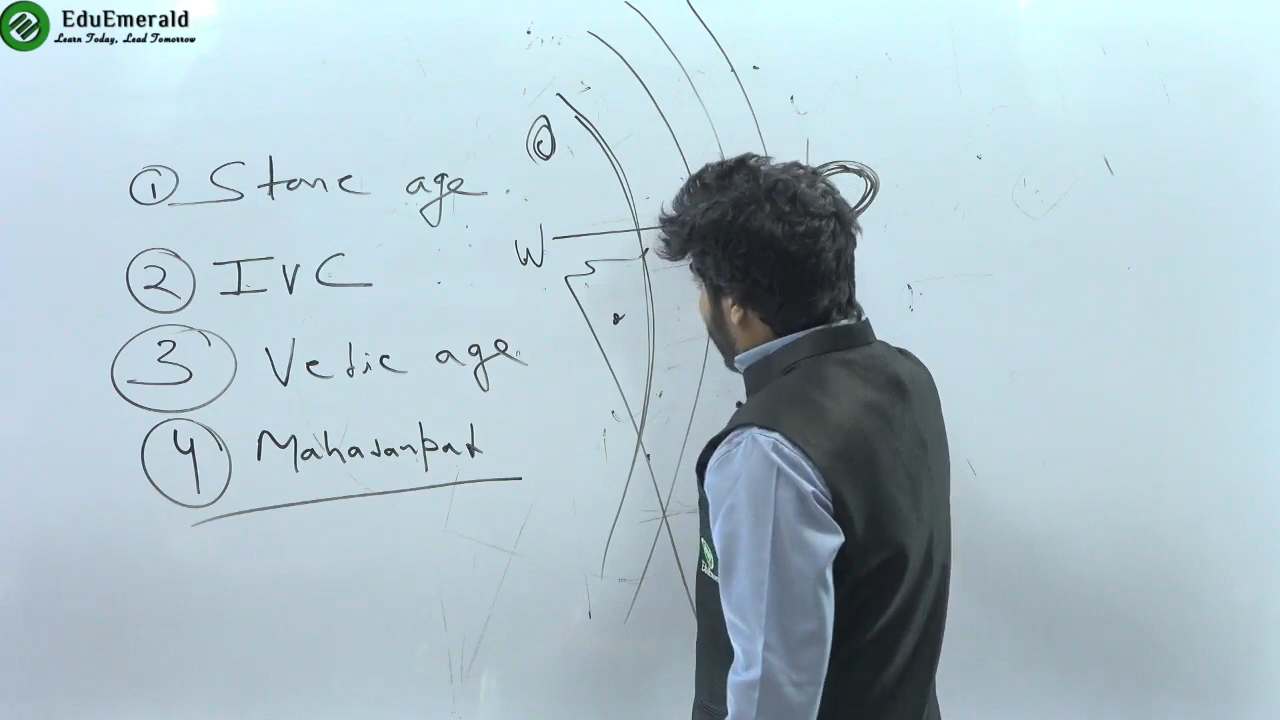 EduEmerald
Learn Today, Lead Tomorrow
① Stone age
② IVC
③ Vedic age
④ Mahajanpad
W